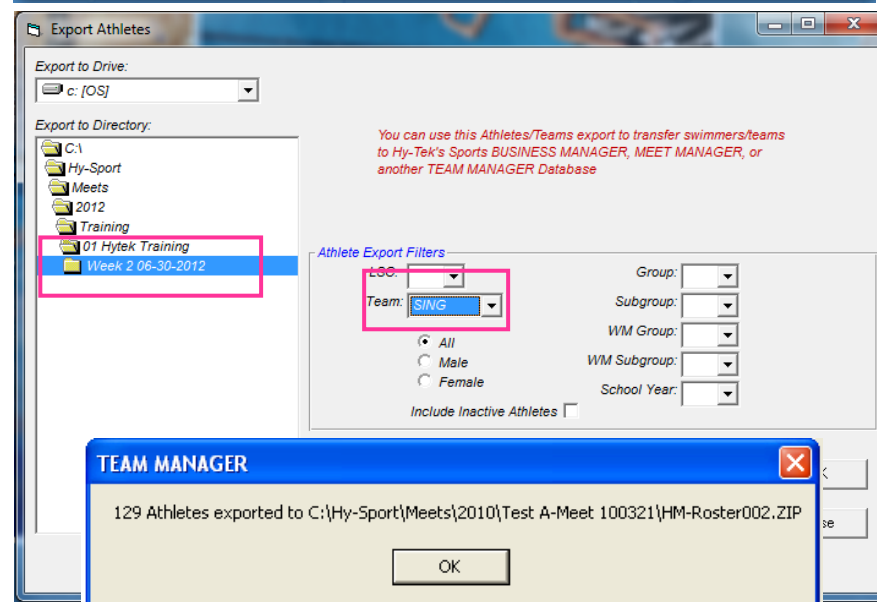 Export Athletes
Export to Drive:
c: [OS]
Export to Directory:
C:\
Hy-Sport
Meets
2012
Training
01 Hytek Training
Week 2 06-30-2012
You can use this Athletes/Teams export to transfer swimmers/teams
to Hy-Tek's Sports BUSINESS MANAGER, MEET MANAGER, or
another TEAM MANAGER Database
Athlete Export Filters
LSC:
Team: SING
All
Male
Female
Include Inactive Athletes
Group:
Subgroup:
WM Group:
WM Subgroup:
School Year:
TEAM MANAGER
129 Athletes exported to C:\Hy-Sport\Meets\2010\Test A-Meet 100321\HM-Roster002.ZIP
OK